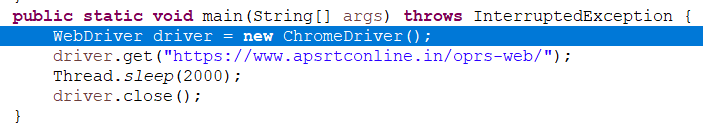 public static void main(String[] args) throws InterruptedException {
WebDriver driver = new ChromeDriver();
driver.get("https://www.apsrtconline.in/oprs-web/");
Thread.sleep(2000);
driver.close();
}